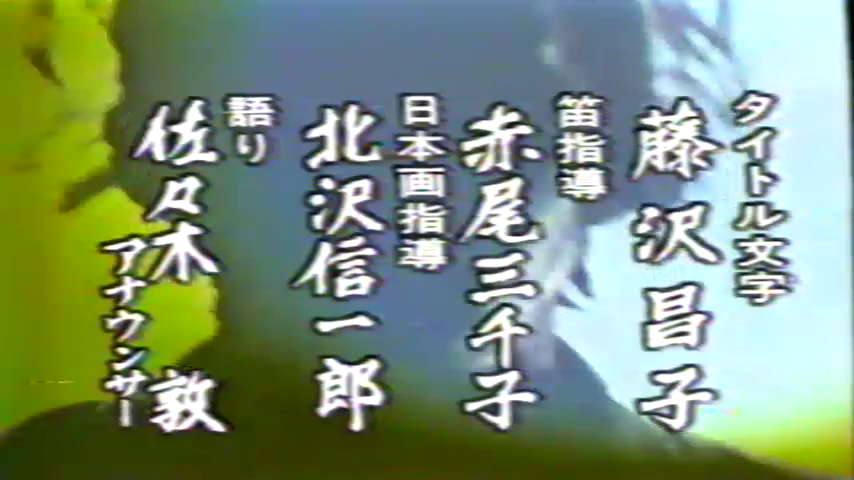 タイトル文字
藤沢昌子
笛指導
赤尾三千子
日本画指導
北沢信一郎
語り
佐々木敦
アナウンサー